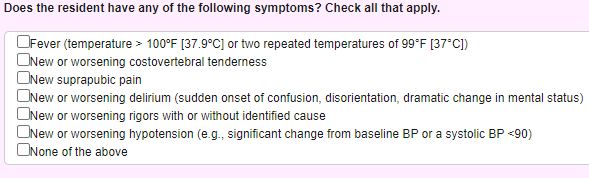 Does the resident have any of the following symptoms? Check all that apply.
Fever (temperature > 100°F [37.9°C] or two repeated temperatures of 99°F [37°C])
New or worsening costovertebral tenderness
New suprapubic pain
New or worsening delirium (sudden onset of confusion, disorientation, dramatic change in mental status)
New or worsening rigors with or without identified cause
New or worsening hypotension (e.g., significant change from baseline BP or a systolic BP <90)
None of the above